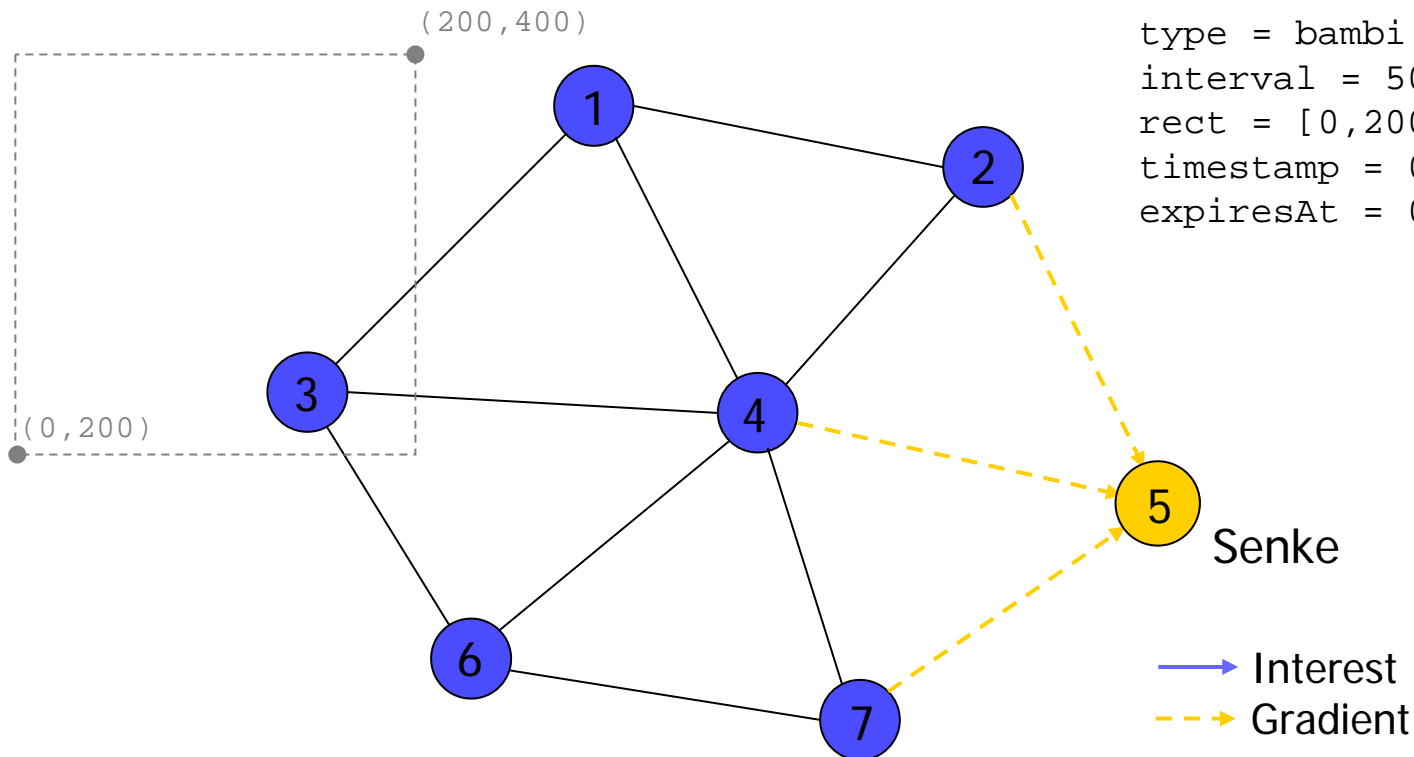 (200,400)
type = bambi
interval = 50
rect = [0,200
timestamp = 0
expiresAt =
1
2
3
4
(0,200)
5
Senke
6
7
Interest
Gradient